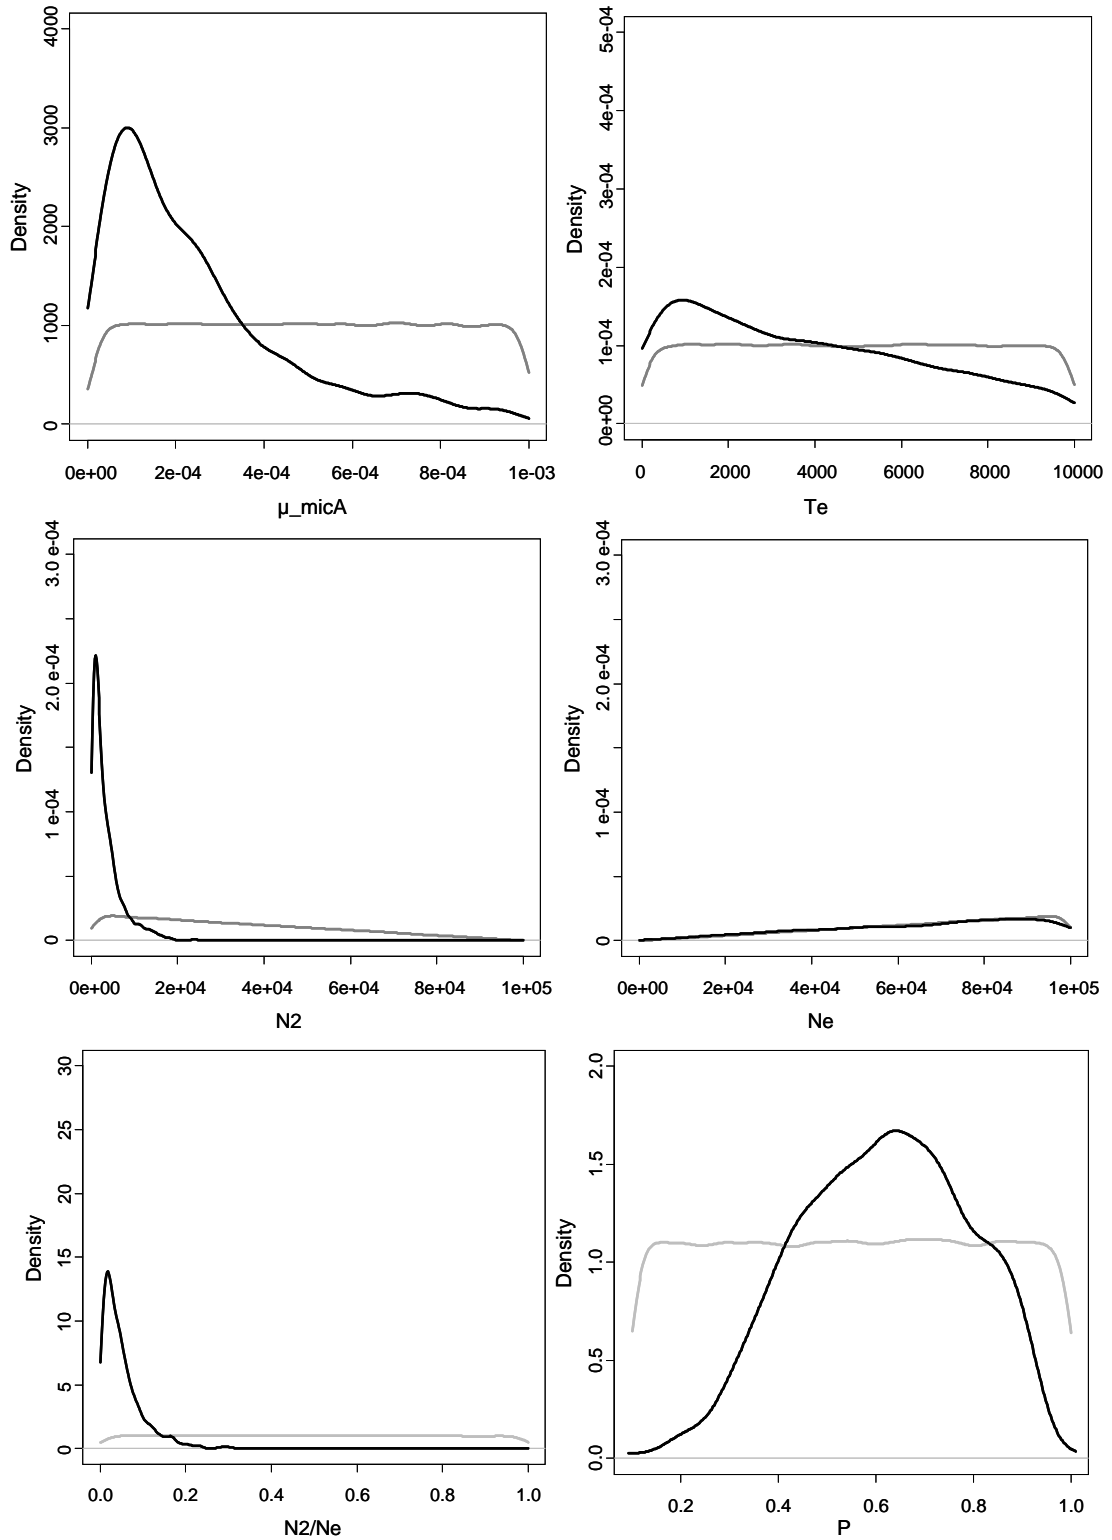 4000
3000
2000
1000
0
Density
0e+00 2e-04 4e-04 6e-04 8e-04 1e-03
µ_micA
5e-04
4e-04
3e-04
2e-04
1e-04
0e+00
Density
0 2000 4000 6000 8000 10000
Te
3.0 e-04
2.0 e-04
1 e-04
0
Density
0e+00 2e+04 4e+04 6e+04 8e+04 1e+05
N2
3.0 e-04
2.0 e-04
1 e-04
0
Density
0e+00 2e+04 4e+04 6e+04 8e+04 1e+05
Ne
30
25
20
15
10
5
0
Density
0.0 0.2 0.4 0.6 0.8 1.0
N2/Ne
2.0
1.5
1.0
0.5
0.0
Density
0.2 0.4 0.6 0.8 1.0
P